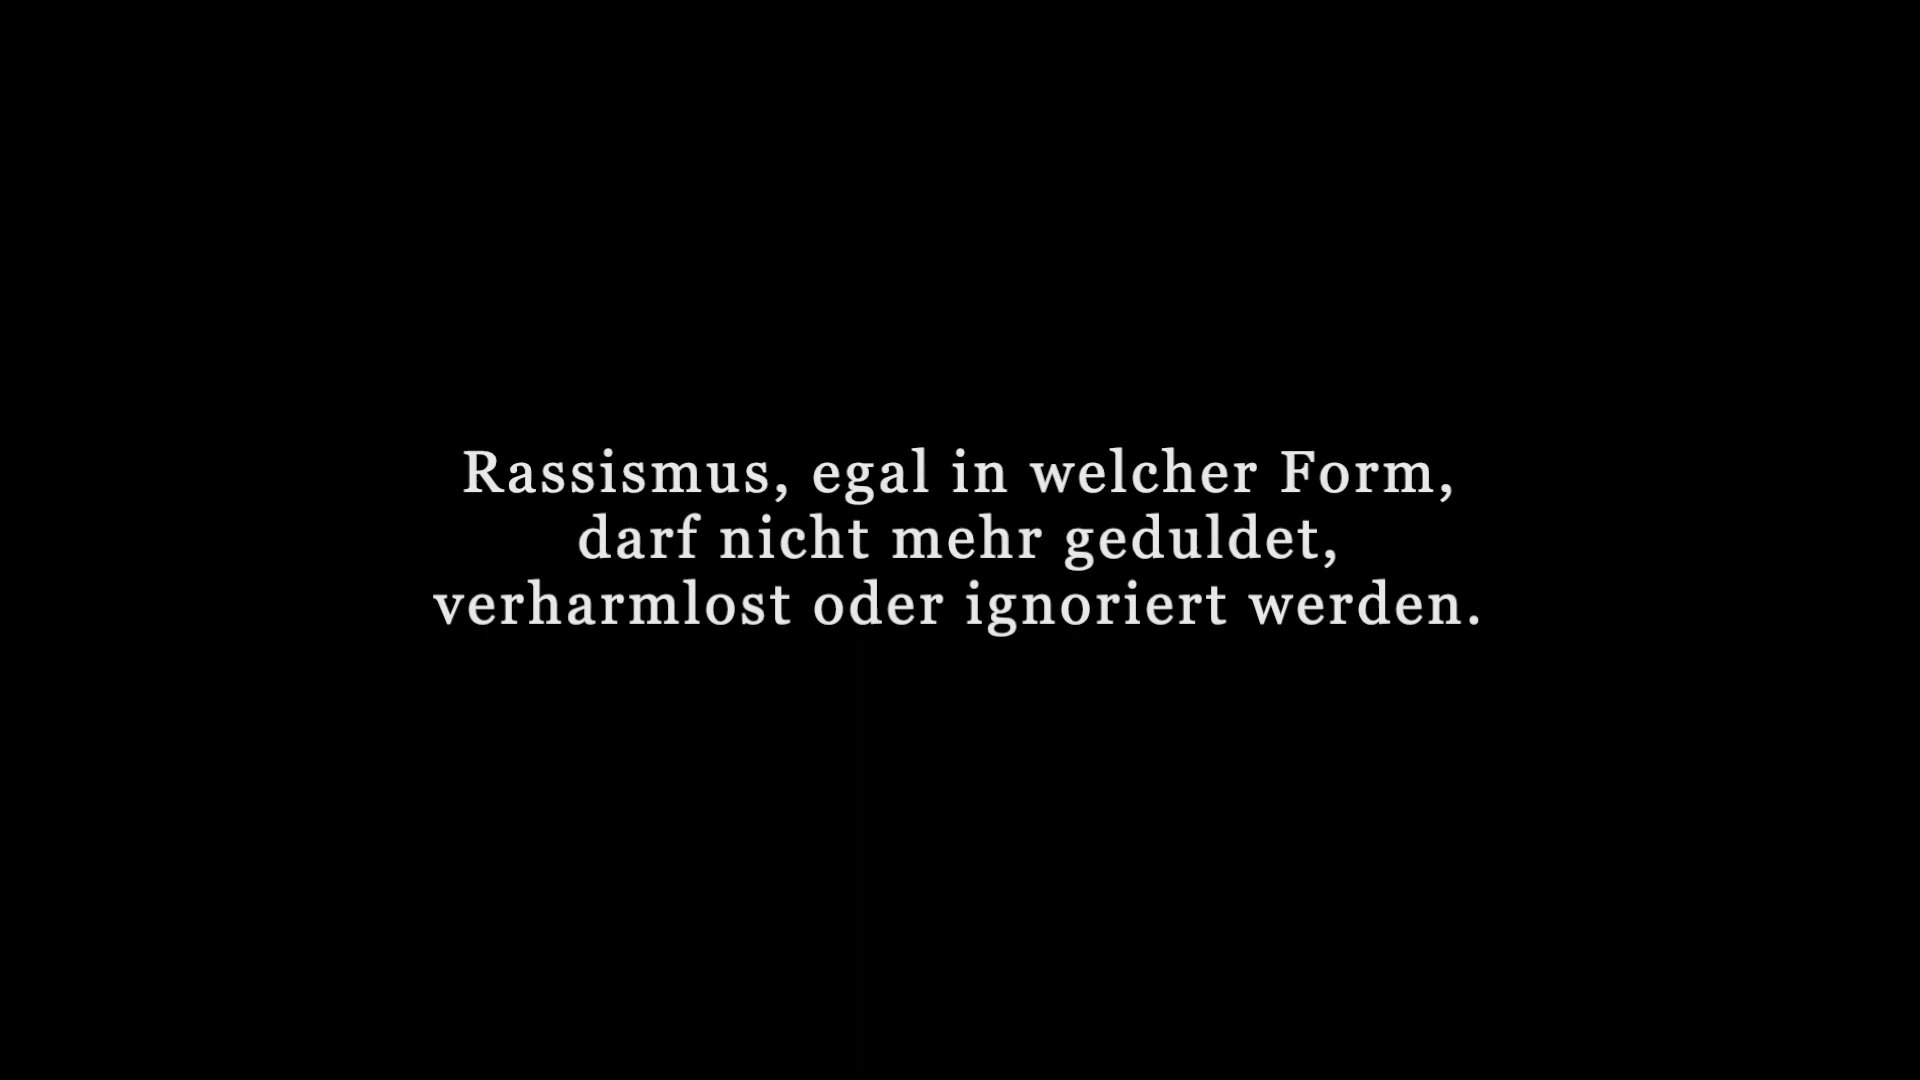 Rassismus, egal in welcher Form,
darf nicht mehr geduldet,
verharmlost oder ignoriert werden.